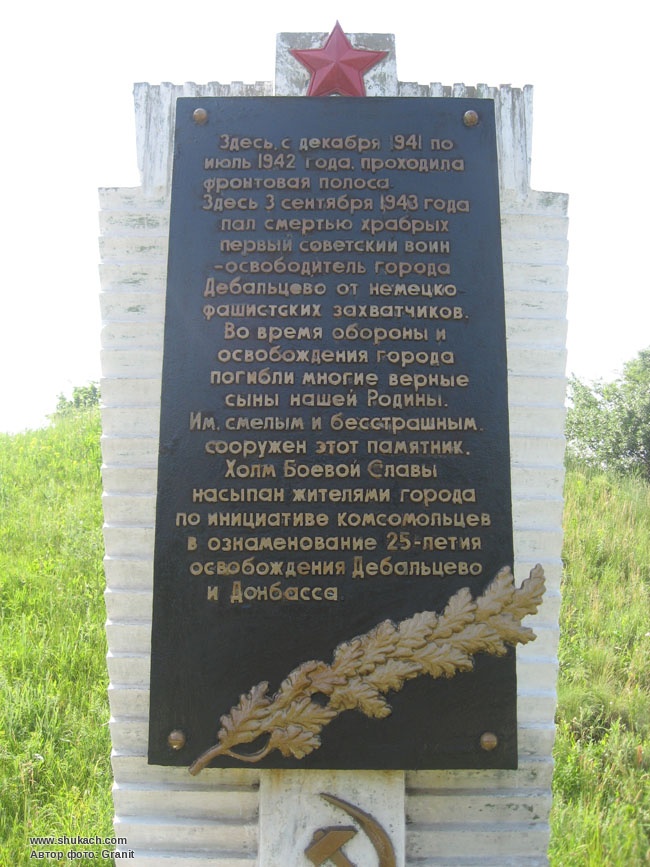 Здесь, с декабря 1941 по
июль 1942 года, проходила
фронтовая полоса.
Здесь 3 сентября 1943 года
пал смертью храбрых
первый советский воин
-освободитель города
Дебальцево от немецко-
фашистских захватчиков.
Во время обороны и
освобождения города
погибли многие верные
сыны нашей Родины.
Им, смелым и бесстрашным,
сооружен этот памятник.
Холм Боевой Славы
насыпан жителями города
по инициативе комсомольцев
в ознаменование 25-летия
освобождения Дебальцево
и Донбасса.
www.shukach.com
Автор фото: Granit